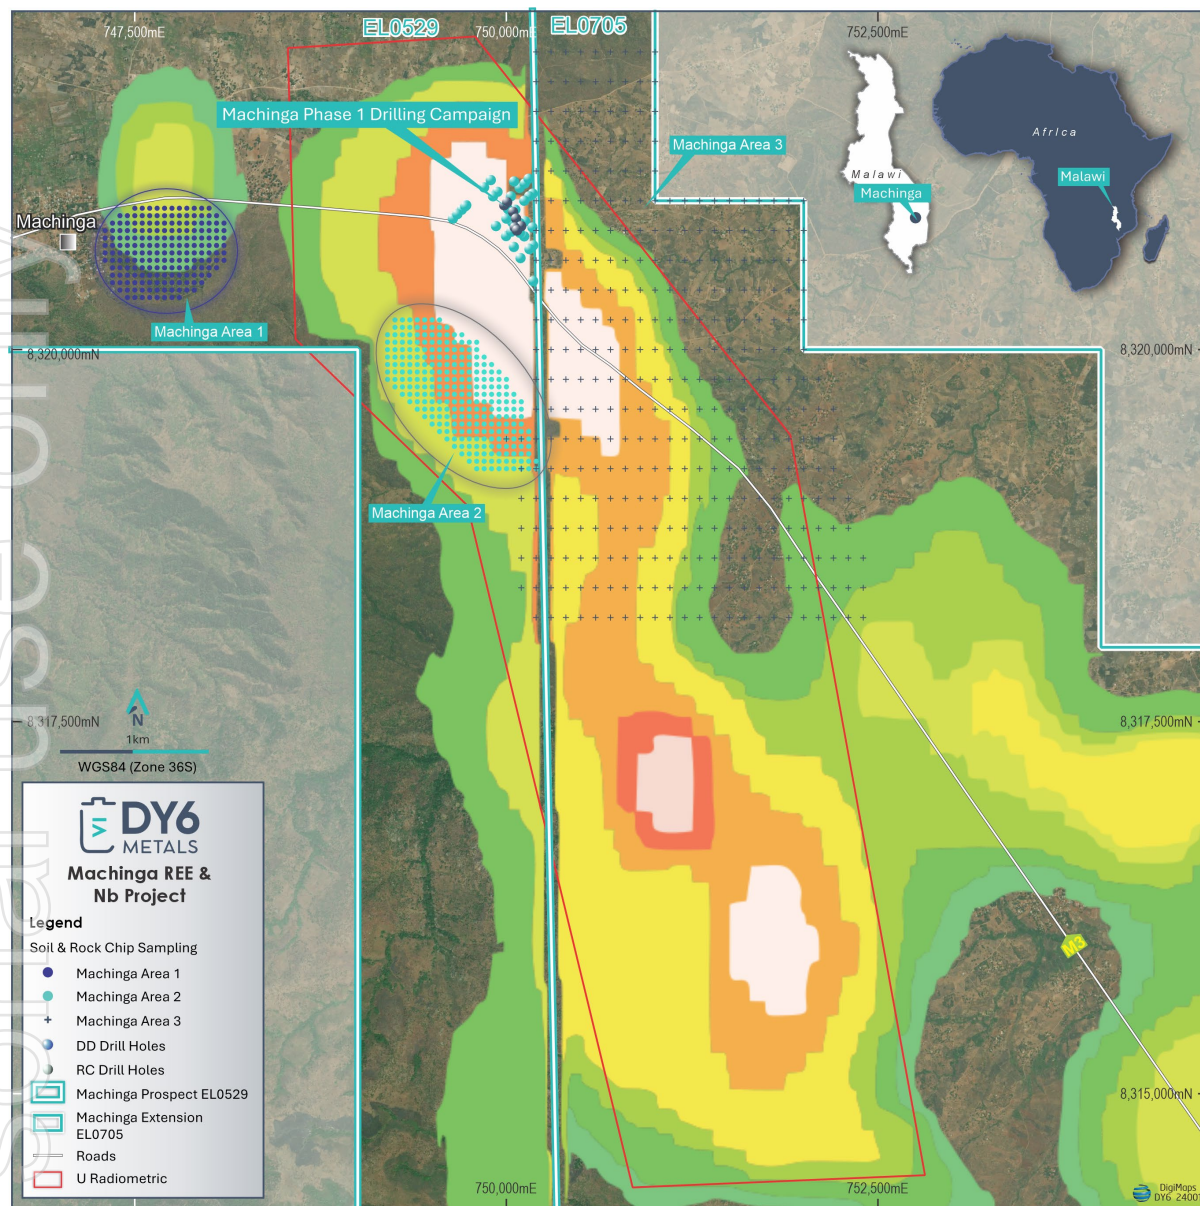 EL0529
EL0705
747,500mE
750,000mE
752,500mE
Machinga Phase 1 Drilling Campaign
Machinga Area 3
Africa
Malawi
Machinga
Malawi
Machinga
Machinga Area 1
8,320,000mN
8,320,000mN
Machinga Area 2
8,317,500mN
8,317,500mN
N
1km
WGS84 (Zone 36S)
DY6
METALS
Machinga REE &
Nb Project
Legend
Soil & Rock Chip Sampling
Machinga Area 1
Machinga Area 2
Machinga Area 3
DD Drill Holes
RC Drill Holes
Machinga Prospect EL0529
Machinga Extension
EL0705
Roads
U Radiometric
M3
8,315,000mN
750,000mE
752,500mE
DigiMaps
use only